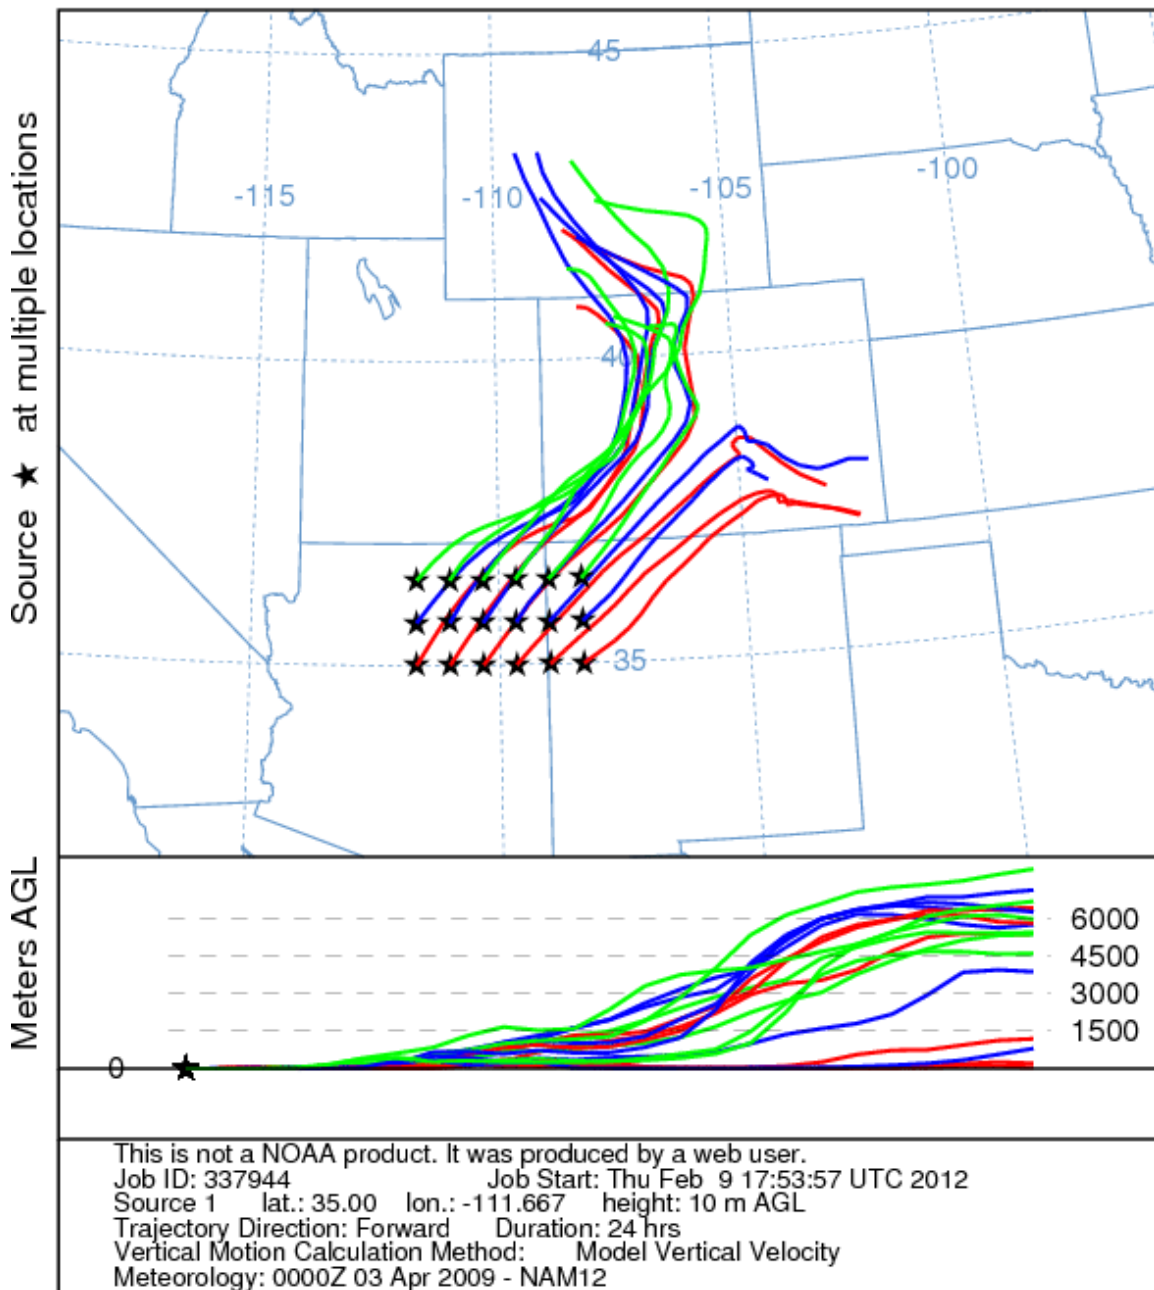 45
-115
-110
-105
-100
40
35
Source ★ at multiple locations
Meters AGL
6000
4500
3000
1500
0
This is not a NOAA product. It was produced by a web user.
Job ID: 337944 Job Start: Thu Feb 9 17:53:57 UTC 2012
Source 1 lat.: 35.00 lon.: -111.667 height: 10 m AGL
Trajectory Direction: Forward Duration: 24 hrs
Vertical Motion Calculation Method: Model Vertical Velocity
Meteorology: 0000Z 03 Apr 2009 - NAM12